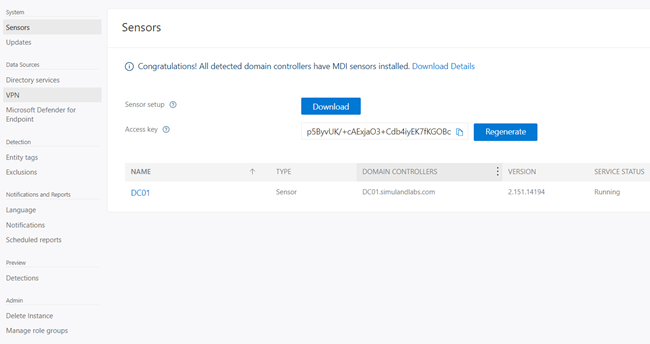 System
Sensors
Updates
Data Sources
Directory services
VPN
Microsoft Defender for
Endpoint
Detection
Entity tags
Exclusions
Notifications and Reports
Language
Notifications
Scheduled reports
Preview
Detections
Admin
Delete Instance
Manage role groups
Sensors
Congratulations! All detected domain controllers have MDI sensors installed. Download Details
Sensor setup Download
Access key p5ByvUK/+cAExjaO3+Cdb4iyEK7fKGOBc Regenerate
NAME TYPE DOMAIN CONTROLLERS VERSION SERVICE STATUS
DC01 Sensor DC01.simulandlabs.com 2.151.14194 Running